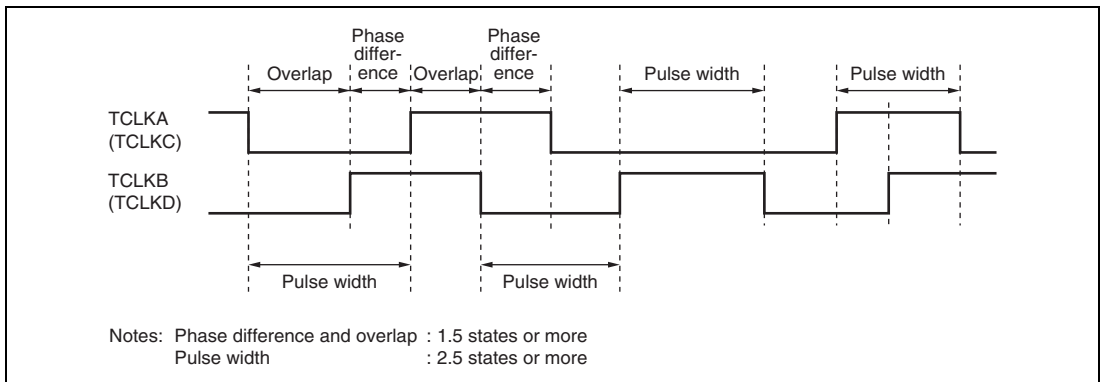 Phase
differ-
ence
Phase
differ-
ence
Overlap
Overlap
Pulse width
Pulse width
TCLKA
(TCLKC)
TCLKB
(TCLKD)
Pulse width
Pulse width
Notes: Phase difference and overlap : 1.5 states or more
Pulse width : 2.5 states or more